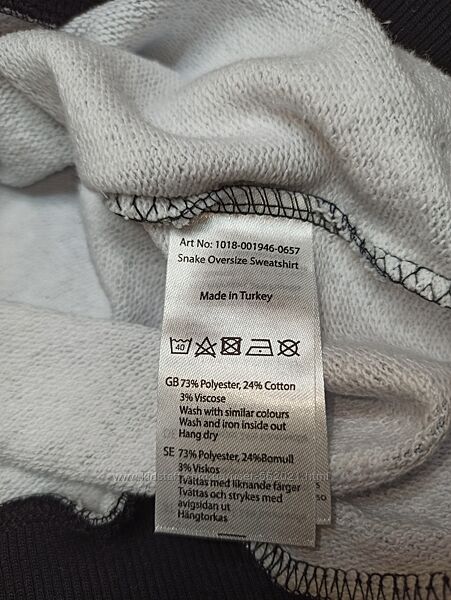 Art No: 1018-001946-0657
Snake Oversize Sweatshirt
Made in Turkey
40
GB 73% Polyester, 24% Cotton
3% Viscose
Wash with similar colours
Wash and iron inside out
Hang dry
SE 73% Polyester, 24%Bomull
3% Viskos
Tvättas med liknande färger
Tvättas och strykes med
avigsidan ut
Hängtorkas